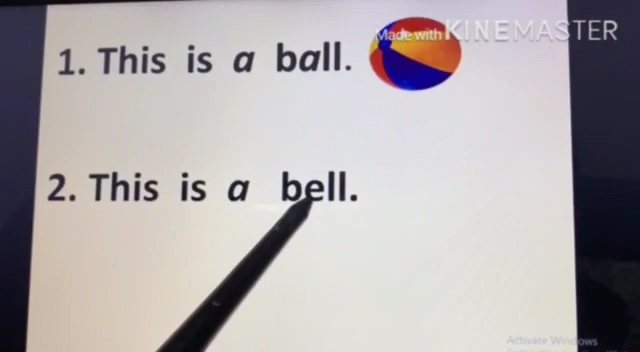 Made with KINEMASTER
1. This is a ball.
2. This is a bell.
Activate Windows